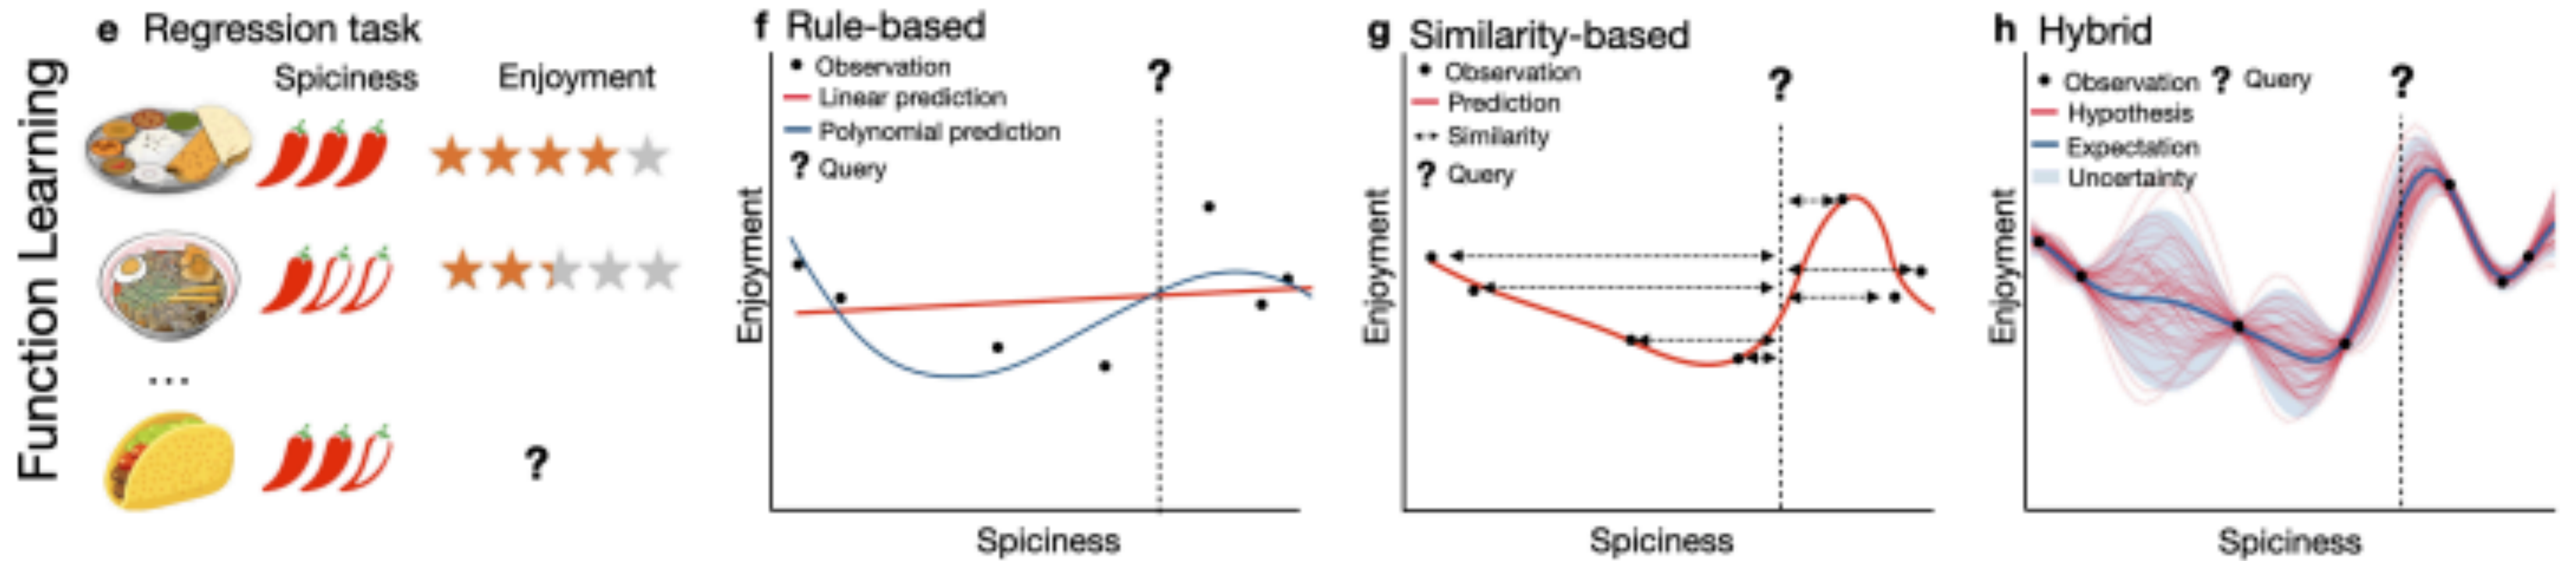 Function Learning
e Regression task
Spiciness Enjoyment
...
?
f Rule-based
Observation
Linear prediction
Polynomial prediction
? Query
?
Enjoyment
Spiciness
g Similarity-based
Observation
Prediction
Similarity
? Query
?
Enjoyment
Spiciness
h Hybrid
Observation ? Query
Hypothesis
Expectation
Uncertainty
?
Enjoyment
Spiciness